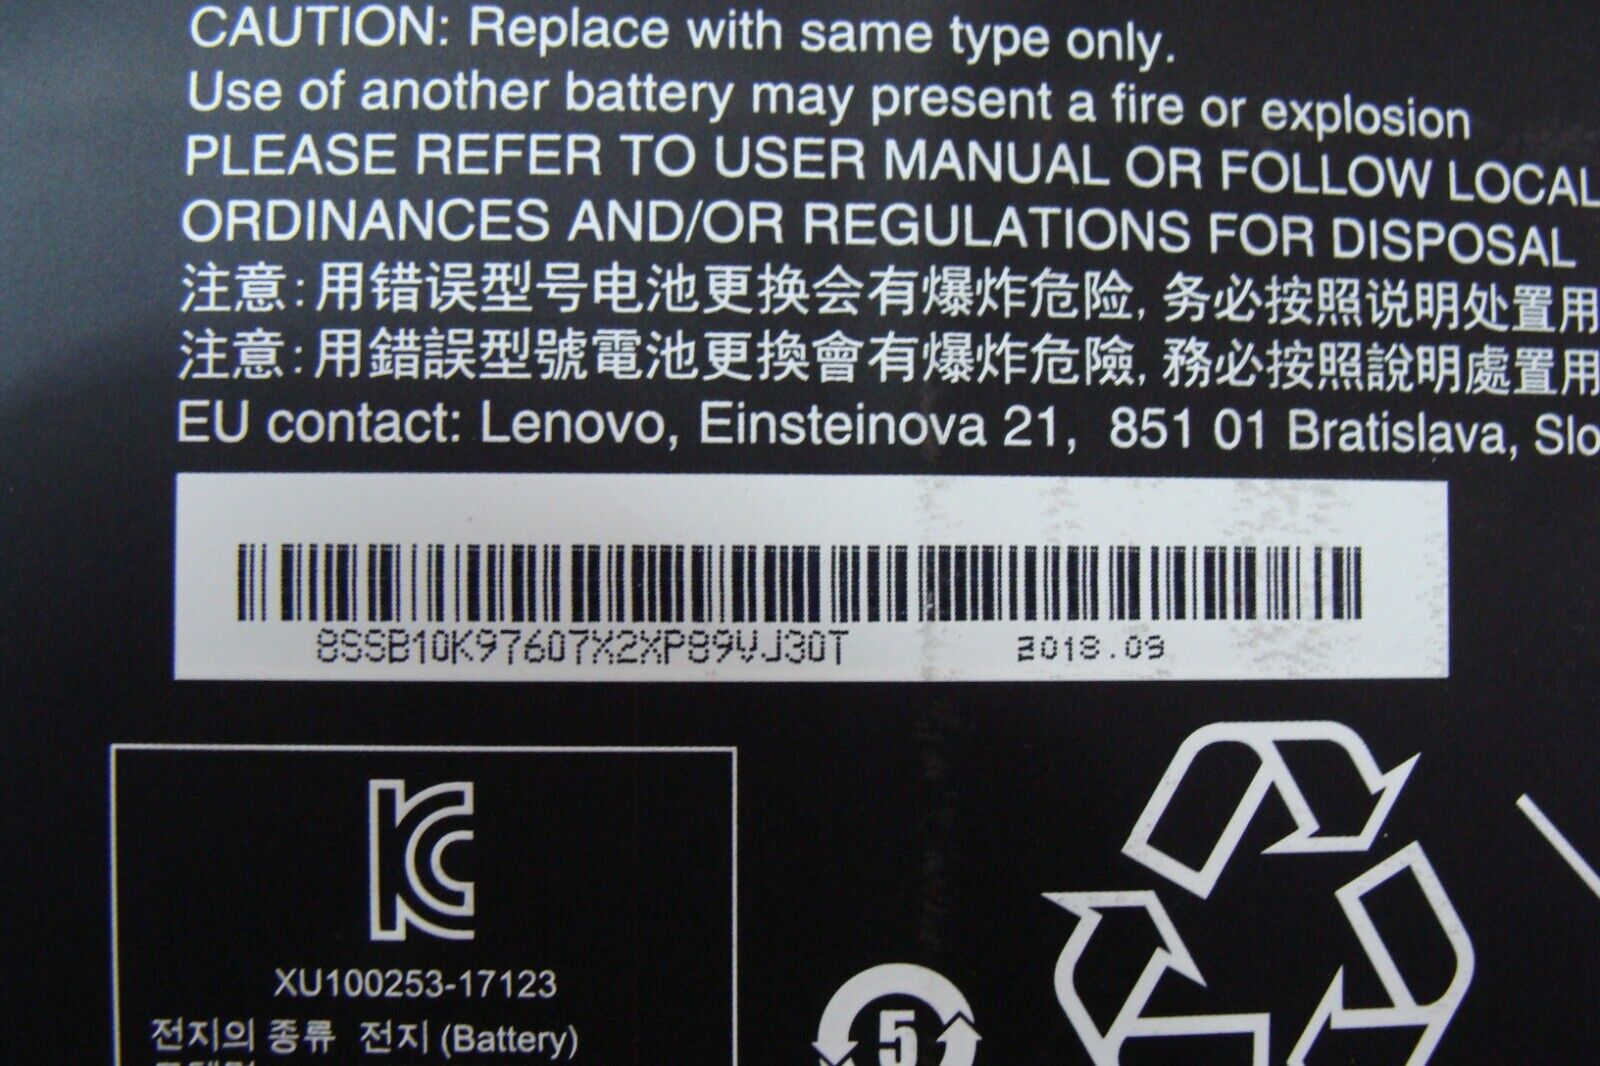 CAUTION: Replace with same type only.
Use of another battery may present a fire or explosion
PLEASE REFER TO USER MANUAL OR FOLLOW LOCAL
ORDINANCES AND/OR REGULATIONS FOR DISPOSAL
注意:用错误型号电池更换会有爆炸危险,务必按照说明处置用
注意:用錯誤型號電池更換會有爆炸危險,務必按照說明處置用
EU contact: Lenovo, Einsteinova 21, 851 01 Bratislava, Slo
8SSB10K97607X2XP89VJ30T 2018.09
XU100253-17123
전지의 종류 전지 (Battery)
5